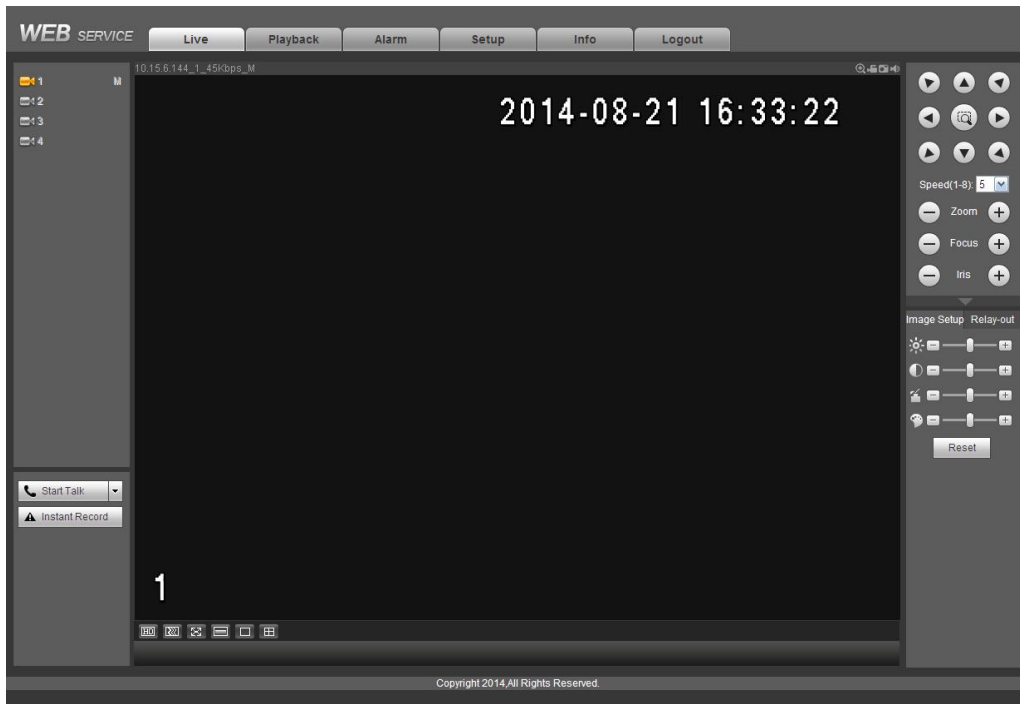 WEB SERVICE
Live Playback Alarm Setup Info Logout
10.15.6.144_1_45Kbps_M
1 M
2
3
4
2014-08-21 16:33:22
Speed(1-8): 5
Zoom
Focus
Iris
Image Setup Relay-out
Reset
Start Talk
Instant Record
1
HD
Copyright 2014,All Rights Reserved.